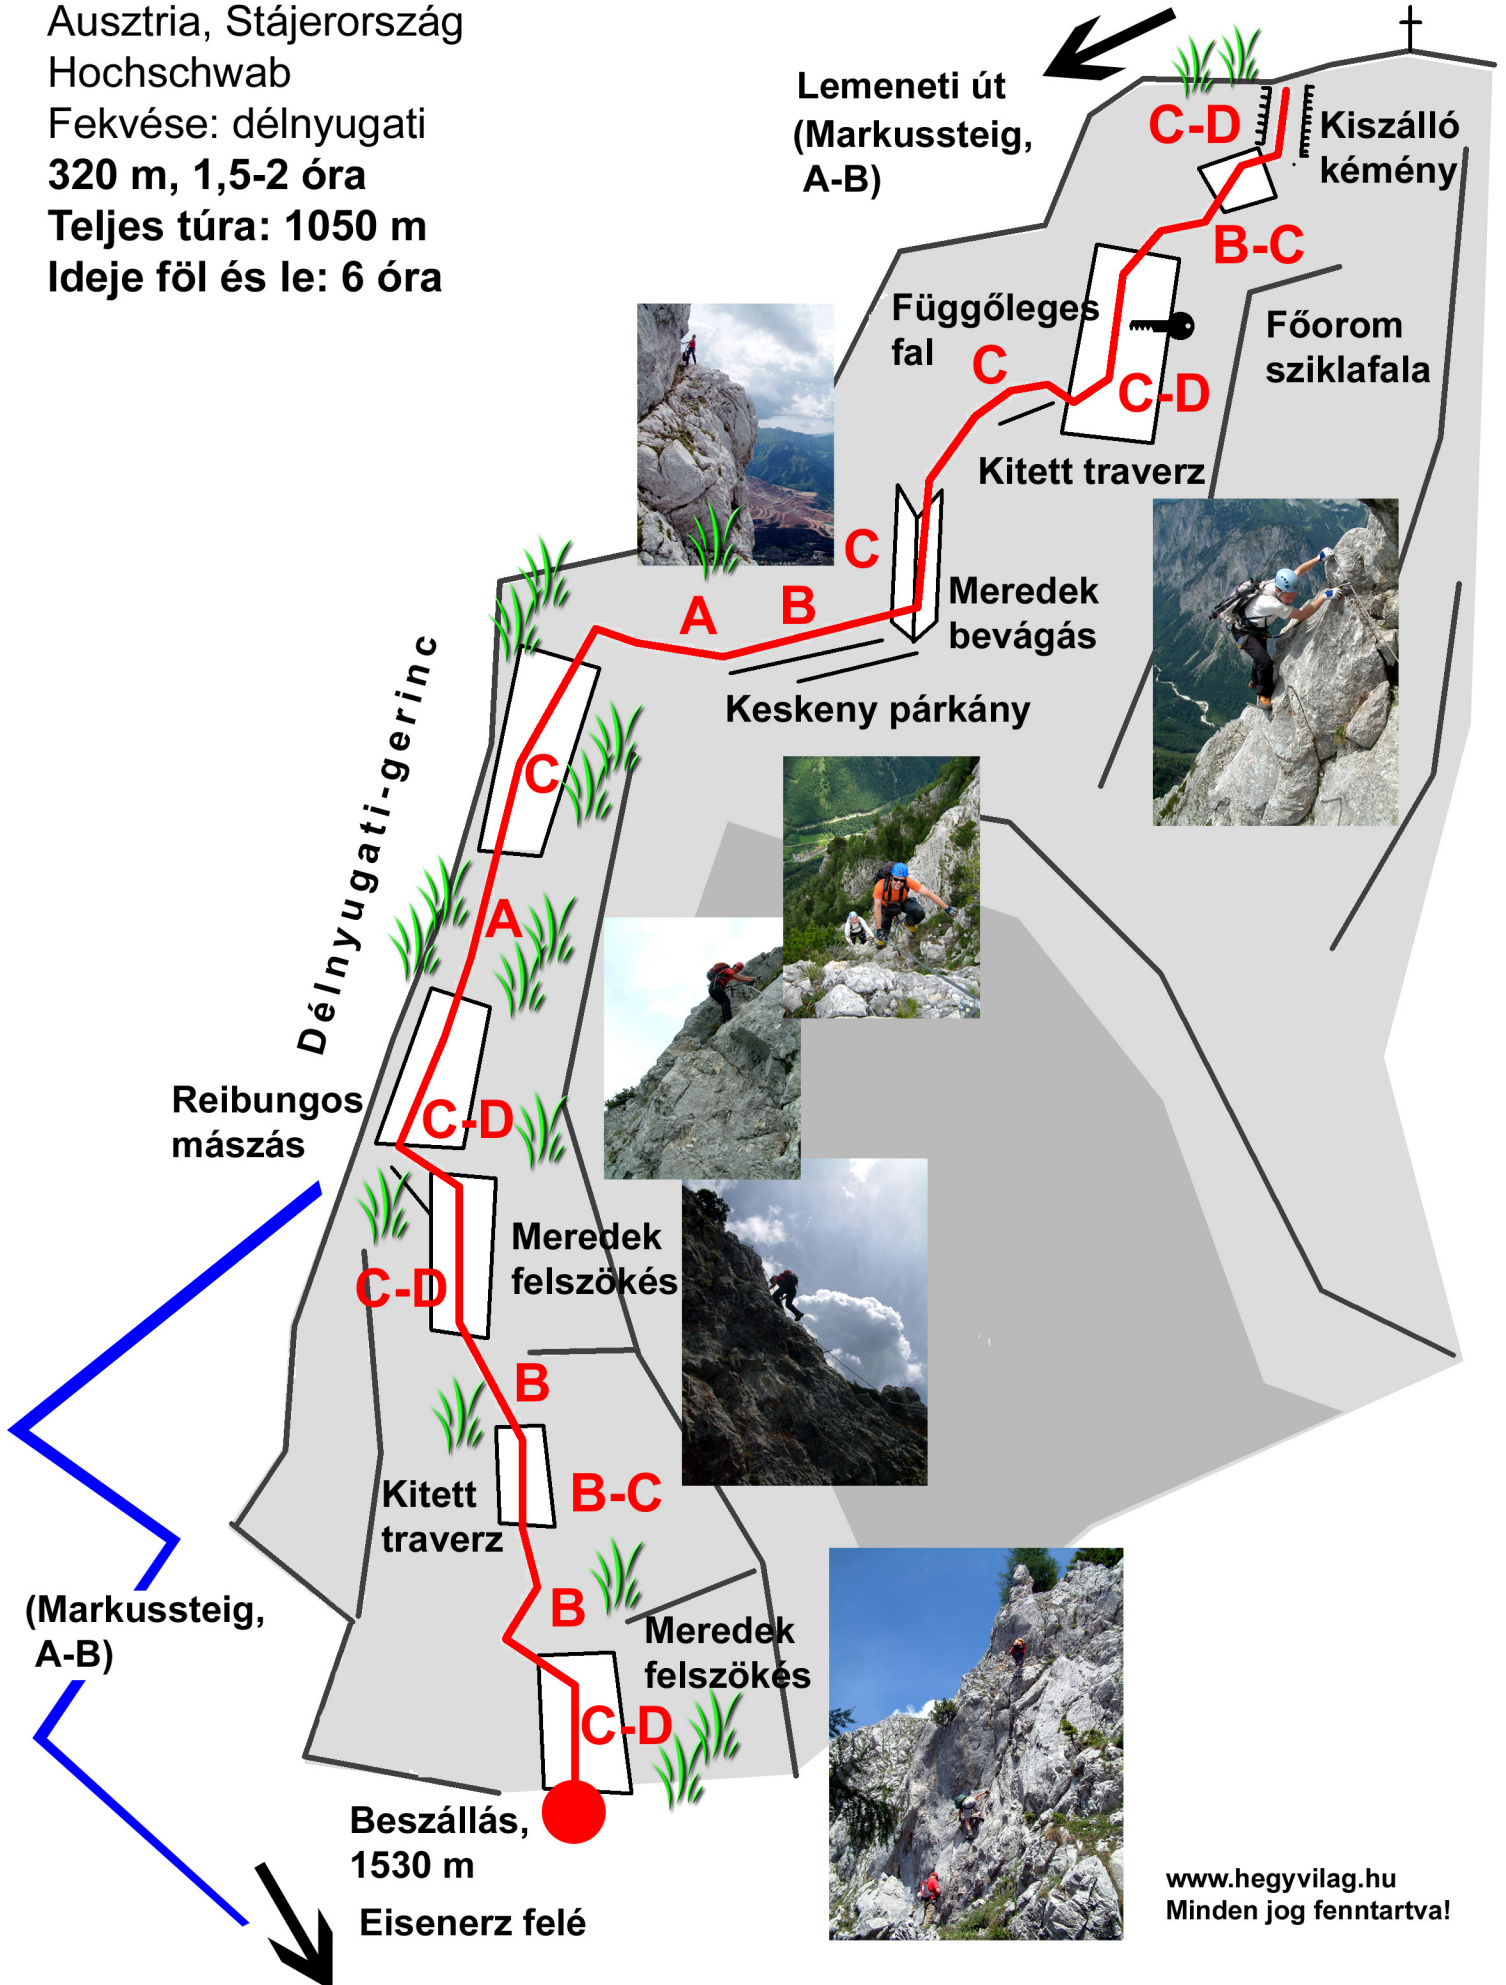 Ausztria, Stájerország
Hochschwab
Fekvése: délnyugati
320 m, 1,5-2 óra
Teljes túra: 1050 m
Ideje föl és le: 6 óra
Lemeneti út
(Markussteig,
A-B)
C-D
Kiszálló
kémény
B-C
Függőleges
fal
Főorom
sziklafala
C
C-D
Kitett traverz
C
Meredek
bevágás
A
B
Keskeny párkány
Délnyugati-gerinc
C
A
Reibungos
mászás
C-D
Meredek
felszökés
C-D
B
Kitett
traverz
B-C
B
(Markussteig,
A-B)
Meredek
felszökés
C-D
Beszállás,
1530 m
Eisenerz felé
www.hegyvilag.hu
Minden jog fenntartva!